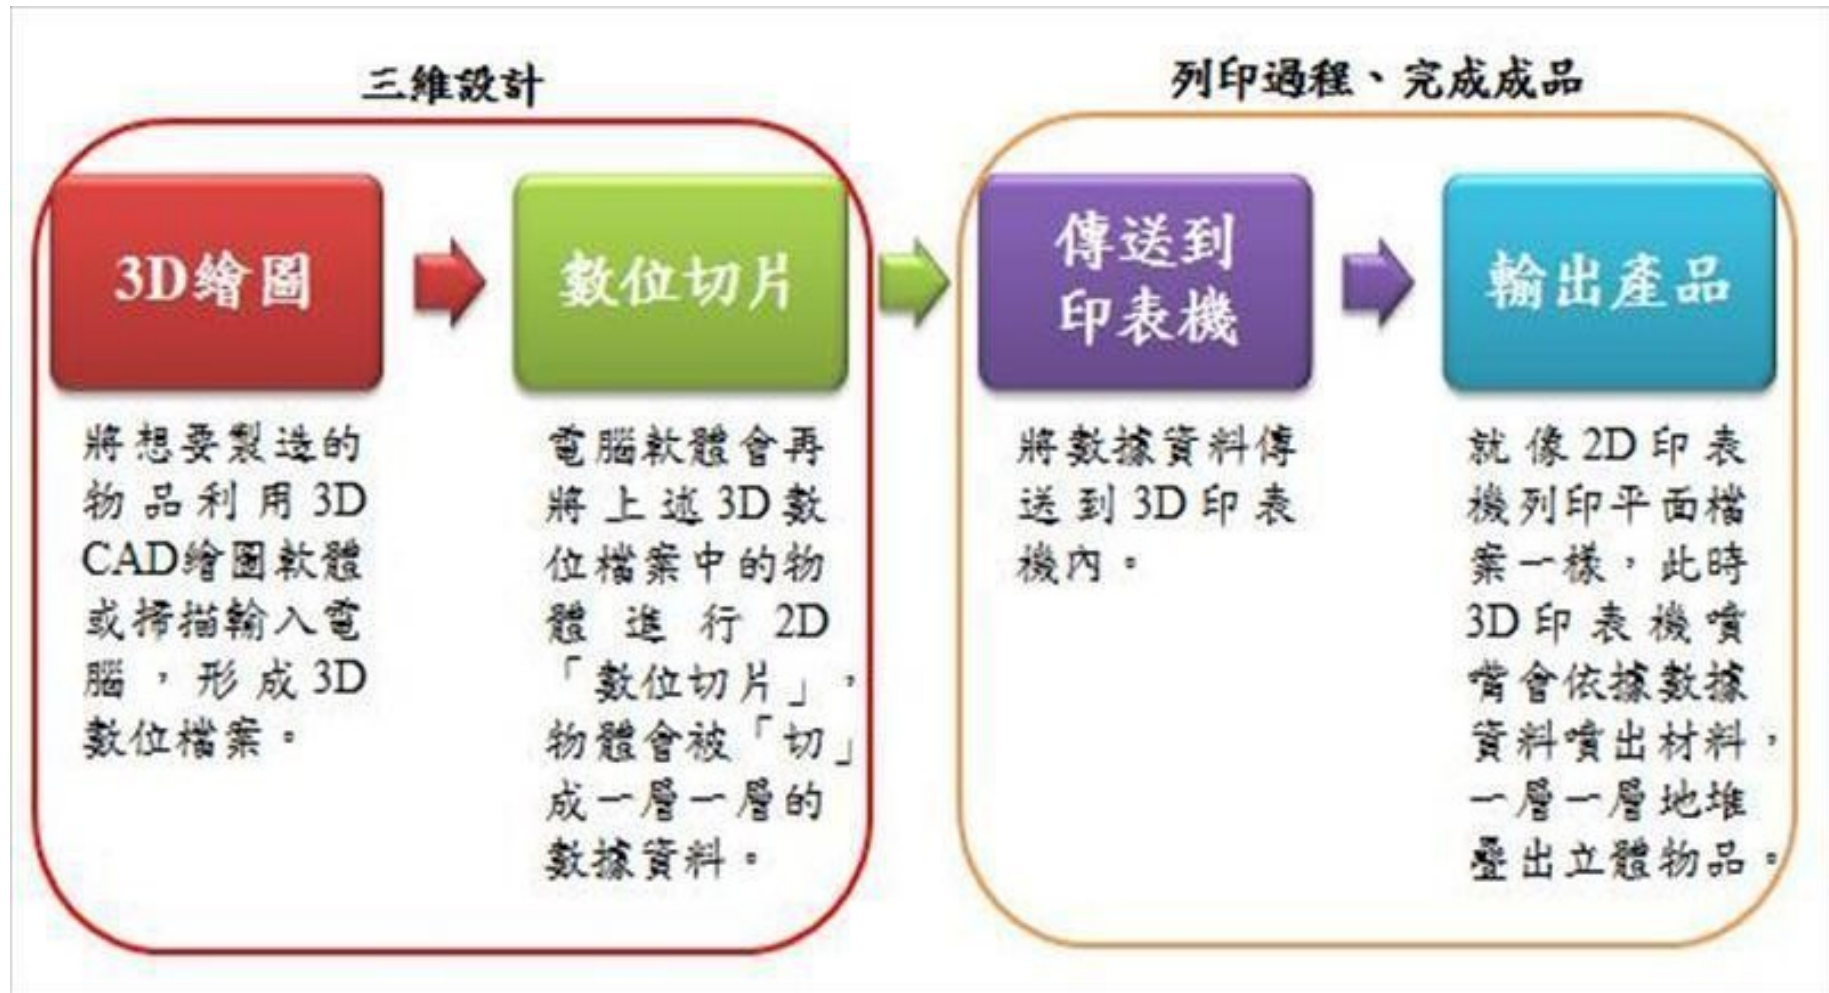 三維設計
列印過程、完成成品
3D繪圖
數位切片
傳送到
印表機
輸出產品
將想要製造的
物品利用3D
CAD繪圖軟體
或掃描輸入電
腦，形成3D
數位檔案。
電腦軟體會再
將上述3D數
位檔案中的物
體進行2D
「數位切片」，
物體會被「切」
成一層一層的
數據資料。
將數據資料傳
送到3D印表
機內。
就像2D印表
機列印平面檔
案一樣，此時
3D印表機噴
嘴會依據數據
資料噴出材料，
一層一層地堆
疊出立體物品。